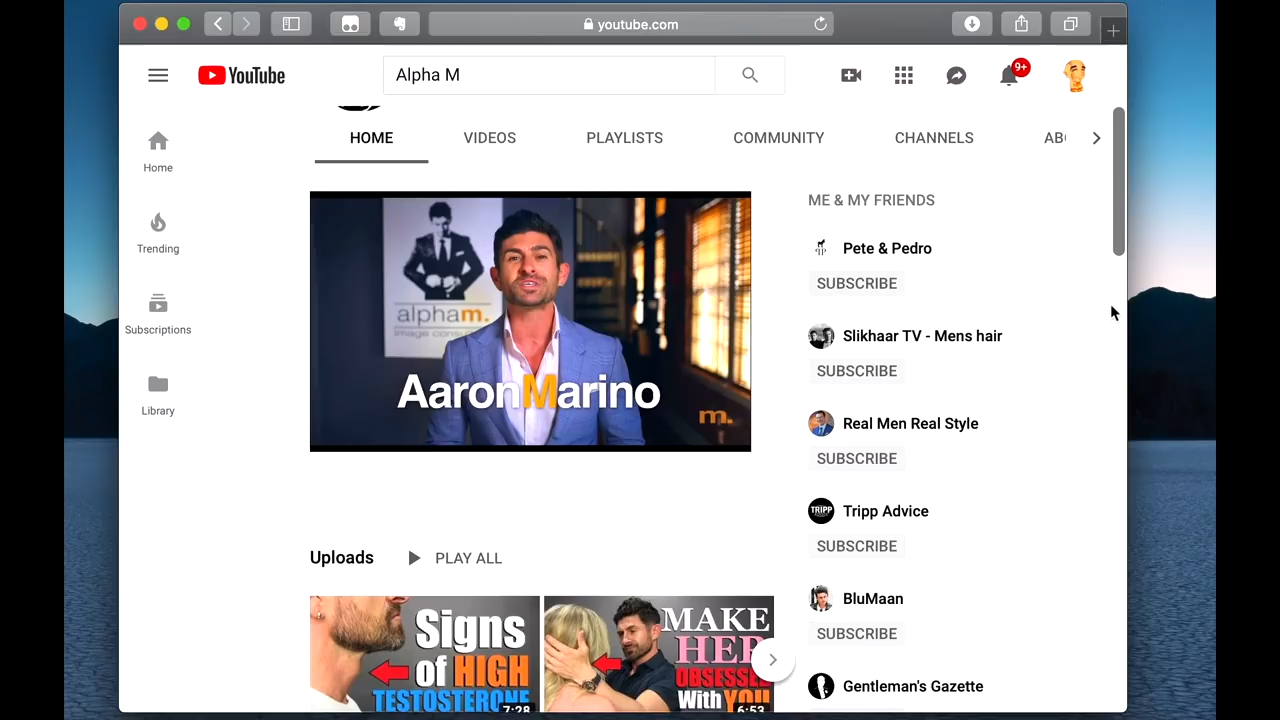 youtube.com
YouTube
Alpha M
9+
HOME
VIDEOS
PLAYLISTS
COMMUNITY
CHANNELS
Home
Trending
Subscriptions
Library
alpham.
AaronMarino
m.
ME & MY FRIENDS
Pete & Pedro
SUBSCRIBE
Slikhaar TV - Mens hair
SUBSCRIBE
Real Men Real Style
SUBSCRIBE
TRIPP
Tripp Advice
SUBSCRIBE
BluMaan
SUBSCRIBE
Gentleman's Gazette
Uploads
PLAY ALL
Signs
of HIGH
TESTOSTERONE
7:28
MAKE
HER
OBSESSED
With YOU
6:53